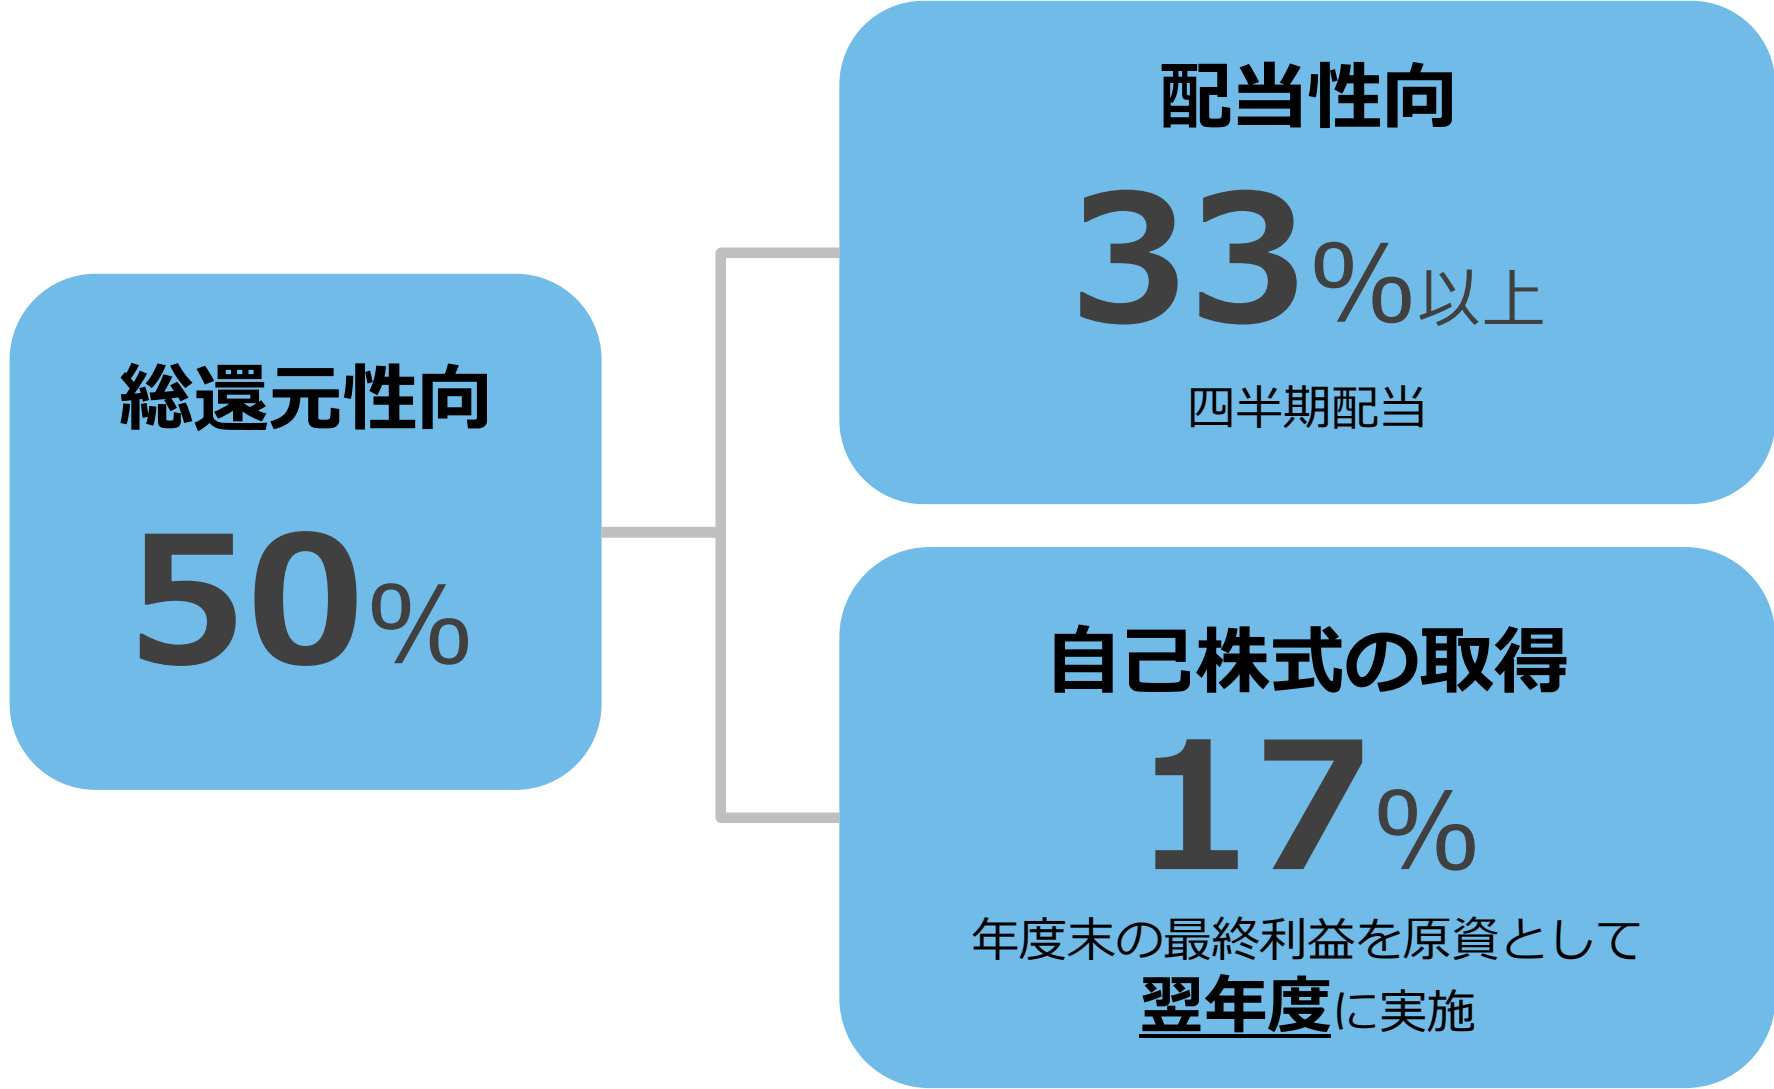 総還元性向
50%
配当性向
33%以上
四半期配当
自己株式の取得
17%
年度末の最終利益を原資として
翌年度に実施